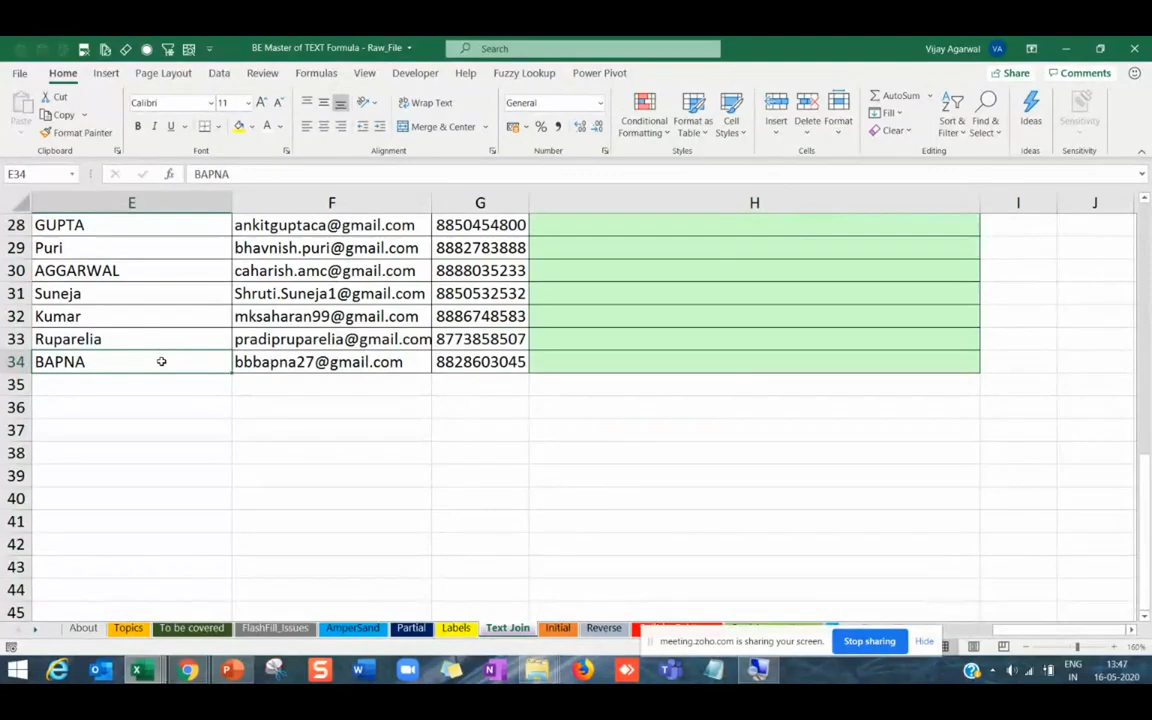 BE Master of TEXT Formula - Raw_File
Search
Vijay Agarwal
VA
File
Home
Insert
Page Layout
Data
Review
Formulas
View
Developer
Help
Fuzzy Lookup
Power Pivot
Share
Comments
Paste
Cut
Copy
Format Painter
Calibri
11
B I U
Wrap Text
Merge & Center
General
Conditional Formatting
Format as Table
Cell Styles
Insert
Delete
Format
AutoSum
Fill
Clear
Sort & Filter
Find & Select
Ideas
Sensitivity
Clipboard
Font
Alignment
Number
Styles
Cells
Editing
Ideas
Sensitivity
E34
fx
BAPNA
E F G H I J
28 GUPTA ankitguptaca@gmail.com 8850454800
29 Puri bhavnish.puri@gmail.com 8882783888
30 AGGARWAL caharish.amc@gmail.com 8888035233
31 Suneja Shruti.Suneja1@gmail.com 8850532532
32 Kumar mksaharan99@gmail.com 8886748583
33 Ruparelia pradipruparelia@gmail.com 8773858507
34 BAPNA bbbapna27@gmail.com 8828603045
35
36
37
38
39
40
41
42
43
44
45
About
Topics
To be covered
FlashFill_Issues
AmperSand
Partial
Labels
Text Join
Initial
Reverse
meeting.zoho.com is sharing your screen.
Stop sharing
Hide
160%
ENG
IN
13:47
16-05-2020